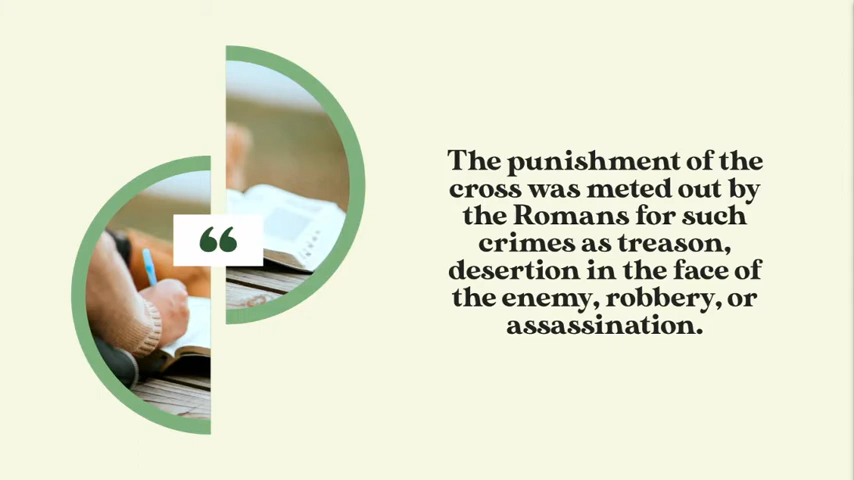 “
The punishment of the
cross was meted out by
the Romans for such
crimes as treason,
desertion in the face of
the enemy, robbery, or
assassination.